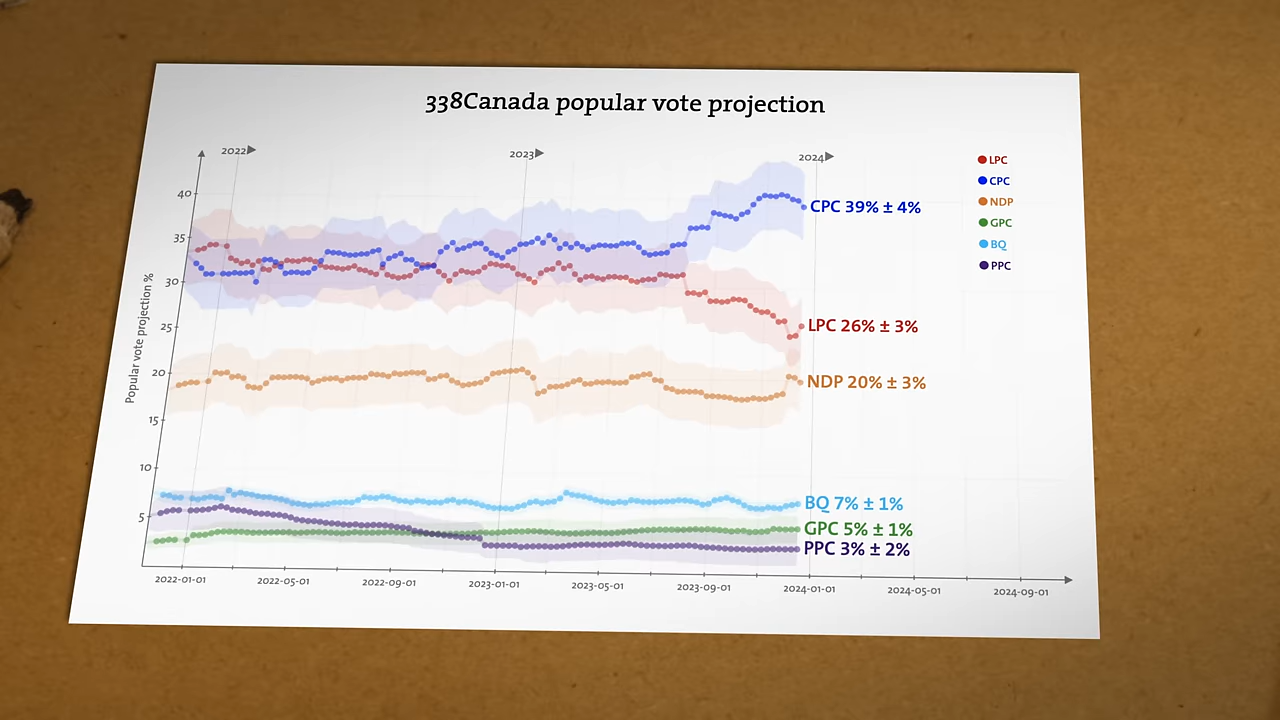 338Canada popular vote projection
2022▶
2023▶
2024▶
LPC
CPC
NDP
GPC
BQ
PPC
Popular vote projection %
40
35
30
25
20
15
10
5
CPC 39% ± 4%
LPC 26% ± 3%
NDP 20% ± 3%
BQ 7% ± 1%
GPC 5% ± 1%
PPC 3% ± 2%
2022-01-01
2022-05-01
2022-09-01
2023-01-01
2023-05-01
2023-09-01
2024-01-01
2024-05-01
2024-09-01